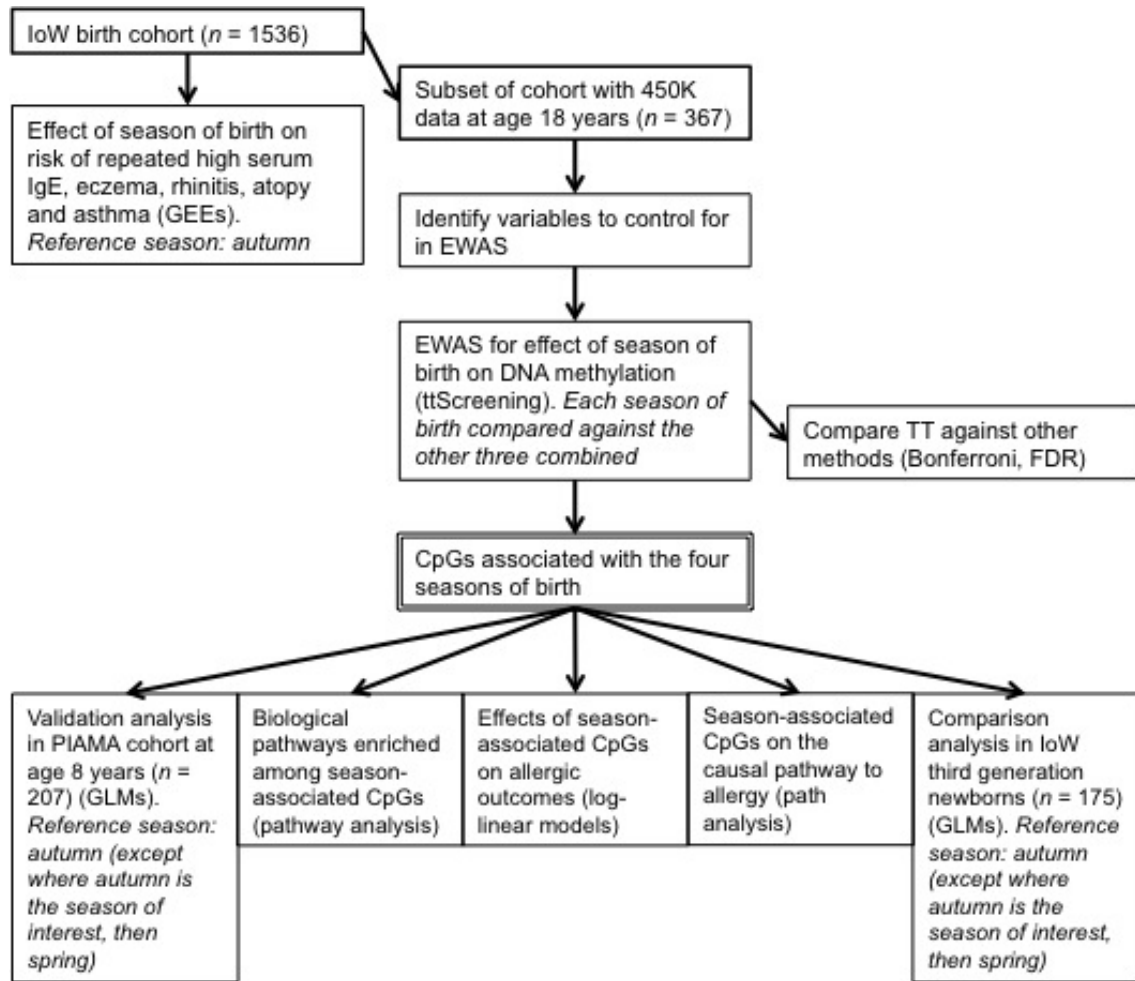 IoW birth cohort (n = 1536)
Subset of cohort with 450K
data at age 18 years (n = 367)
Effect of season of birth on
risk of repeated high serum
IgE, eczema, rhinitis, atopy
and asthma (GEEs).
Reference season: autumn
Identify variables to control for
in EWAS
EWAS for effect of season of
birth on DNA methylation
(ttScreening). Each season of
birth compared against the
other three combined
Compare TT against other
methods (Bonferroni, FDR)
CpGs associated with the four
seasons of birth
Validation analysis
in PIAMA cohort at
age 8 years (n =
207) (GLMs).
Reference season:
autumn (except
where autumn is
the season of
interest, then
spring)
Biological
pathways enriched
among season-
associated CpGs
(pathway analysis)
Effects of season-
associated CpGs
on allergic
outcomes (log-
linear models)
Season-associated
CpGs on the
causal pathway to
allergy (path
analysis)
Comparison
analysis in IoW
third generation
newborns (n = 175)
(GLMs). Reference
season: autumn
(except where
autumn is the
season of interest,
then spring)